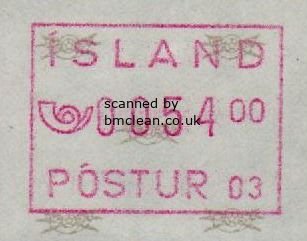 ÍSLAND
scanned by
0054 00
bmclean.co.uk
PÓSTUR 03